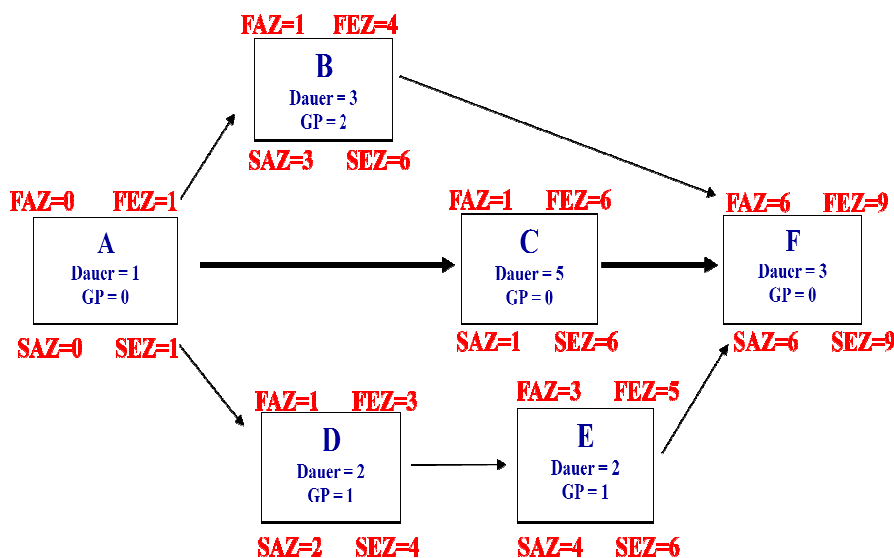 FAZ=1 FEZ=4
B
Dauer = 3
GP = 2
SAZ=3 SEZ=6
FAZ=0 FEZ=1
A
Dauer = 1
GP = 0
SAZ=0 SEZ=1
FAZ=1 FEZ=6
C
Dauer = 5
GP = 0
SAZ=1 SEZ=6
FAZ=6 FEZ=9
F
Dauer = 3
GP = 0
SAZ=6 SEZ=9
FAZ=1 FEZ=3
D
Dauer = 2
GP = 1
SAZ=2 SEZ=4
FAZ=3 FEZ=5
E
Dauer = 2
GP = 1
SAZ=4 SEZ=6